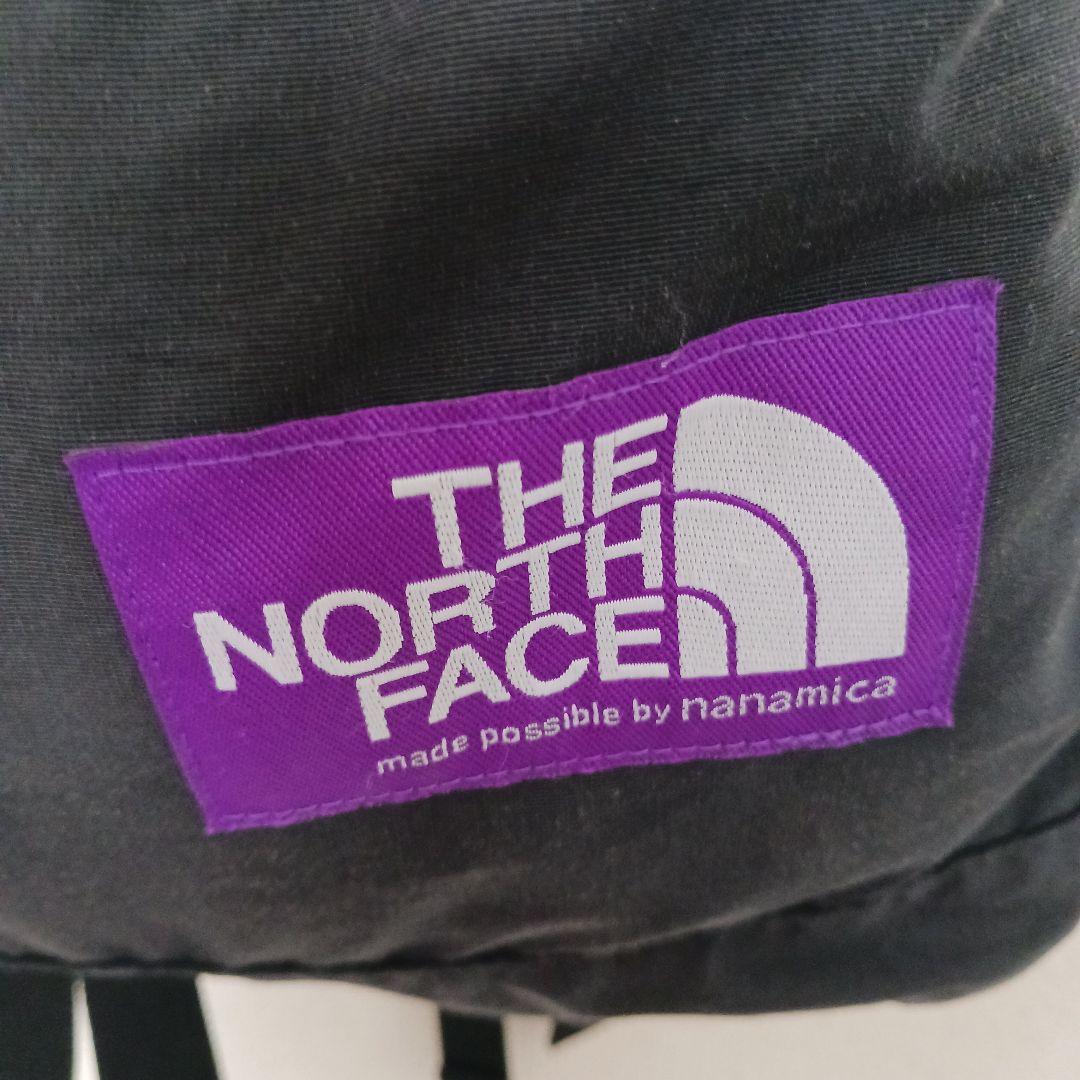 THE
NORTH
FACE
made possible by nanamica